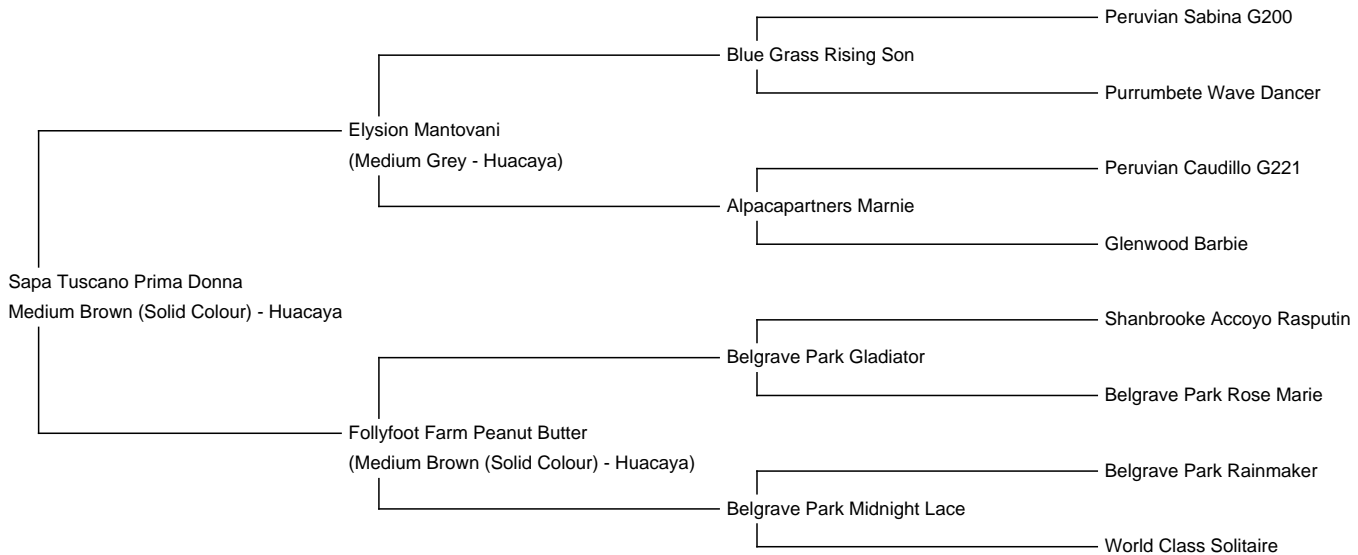 Peruvian Sabina G200
Blue Grass Rising Son
Purrumbete Wave Dancer
Elysion Mantovani
(Medium Grey - Huacaya)
Peruvian Caudillo G221
Alpacapartners Marnie
Glenwood Barbie
Sapa Tuscano Prima Donna
Medium Brown (Solid Colour) - Huacaya
Shanbrooke Accoyo Rasputin
Belgrave Park Gladiator
Belgrave Park Rose Marie
Follyfoot Farm Peanut Butter
(Medium Brown (Solid Colour) - Huacaya)
Belgrave Park Rainmaker
Belgrave Park Midnight Lace
World Class Solitaire